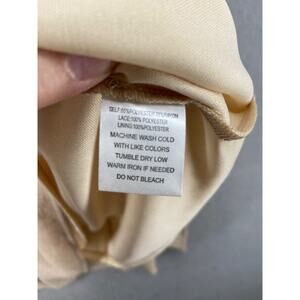 LACE:100% POLYESTER
LINING:100%POLYESTER
MACHINE WASH COLD
WITH LIKE COLORS
TUMBLE DRY LOW
WARM IRON IF NEEDED
DO NOT BLEACH